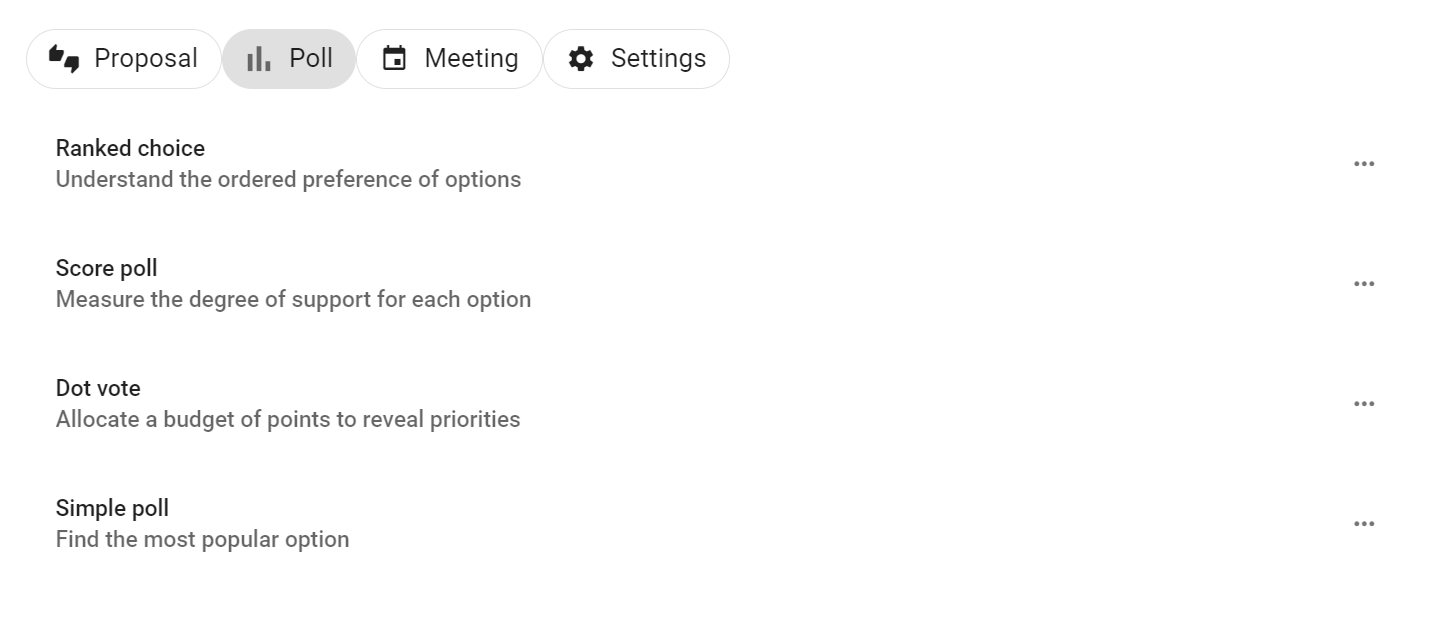 Proposal Poll Meeting Settings
Ranked choice
Understand the ordered preference of options
Score poll
Measure the degree of support for each option
Dot vote
Allocate a budget of points to reveal priorities
Simple poll
Find the most popular option